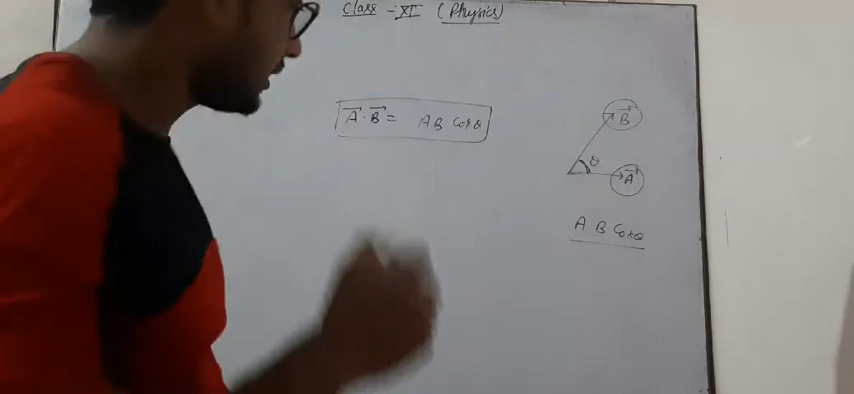 Class -: XI (Physics)
A⃗ · B⃗ = AB Cosθ
B⃗
θ
A⃗
A B Cosθ